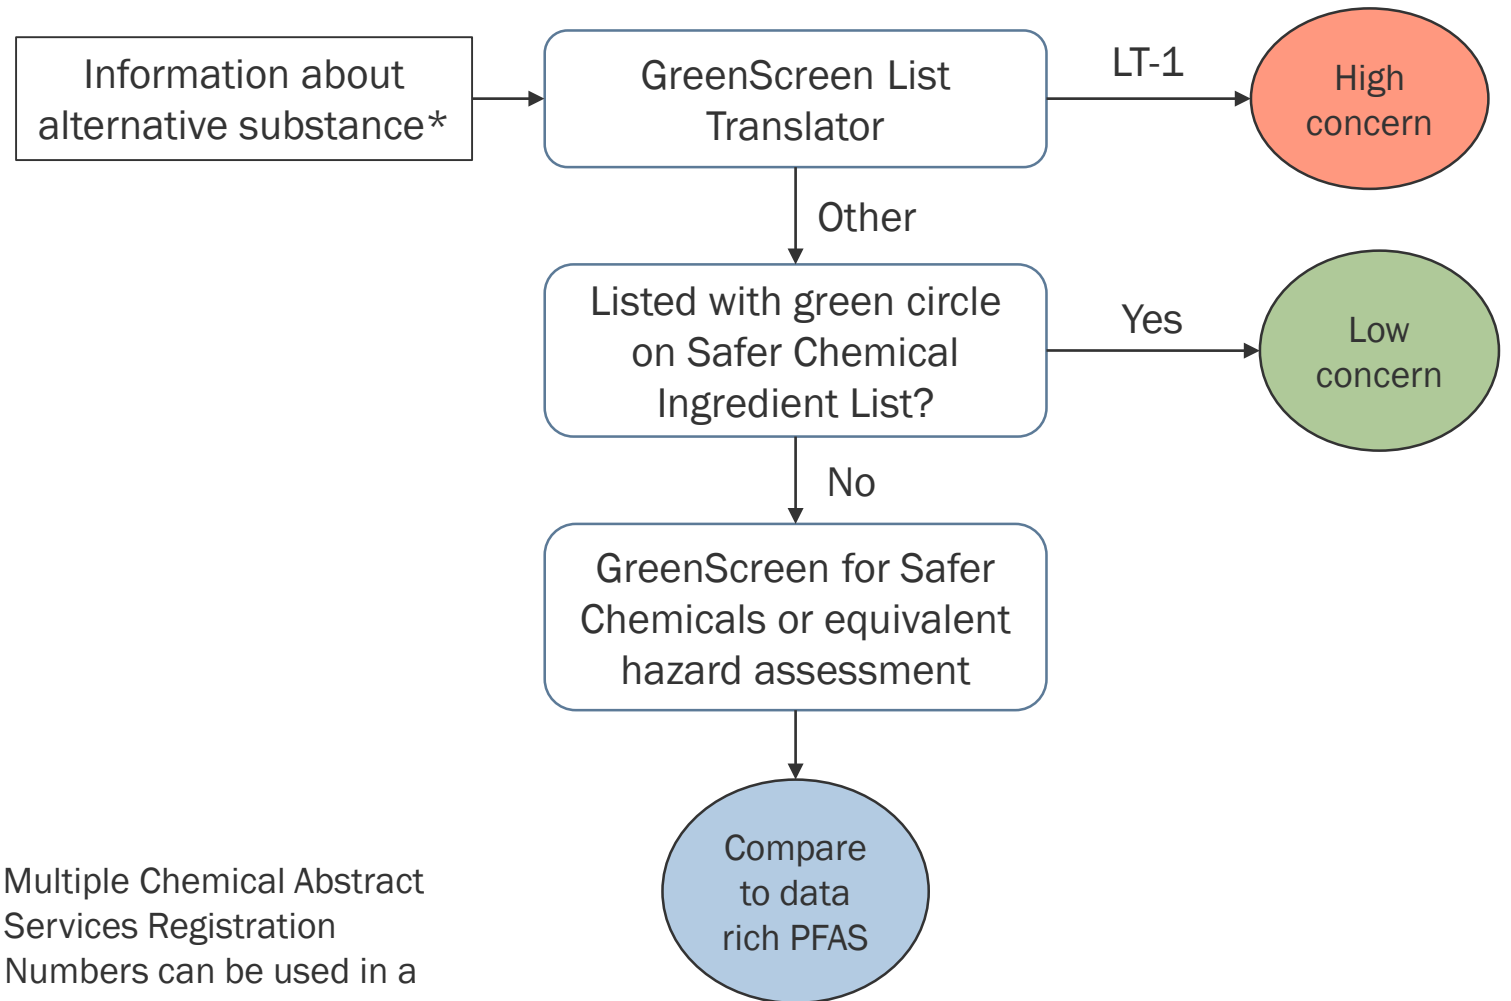 Information about
alternative substance*
GreenScreen List
Translator
LT-1
High
concern
Other
Listed with green circle
on Safer Chemical
Ingredient List?
Yes
Low
concern
No
GreenScreen for Safer
Chemicals or equivalent
hazard assessment
Compare
to data
rich PFAS
Multiple Chemical Abstract
Services Registration
Numbers can be used in a